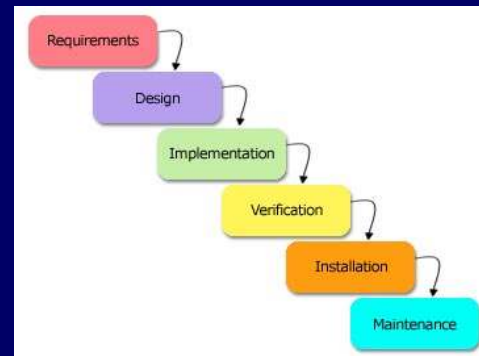 Requirements
Design
Implementation
Verification
Installation
Maintenance